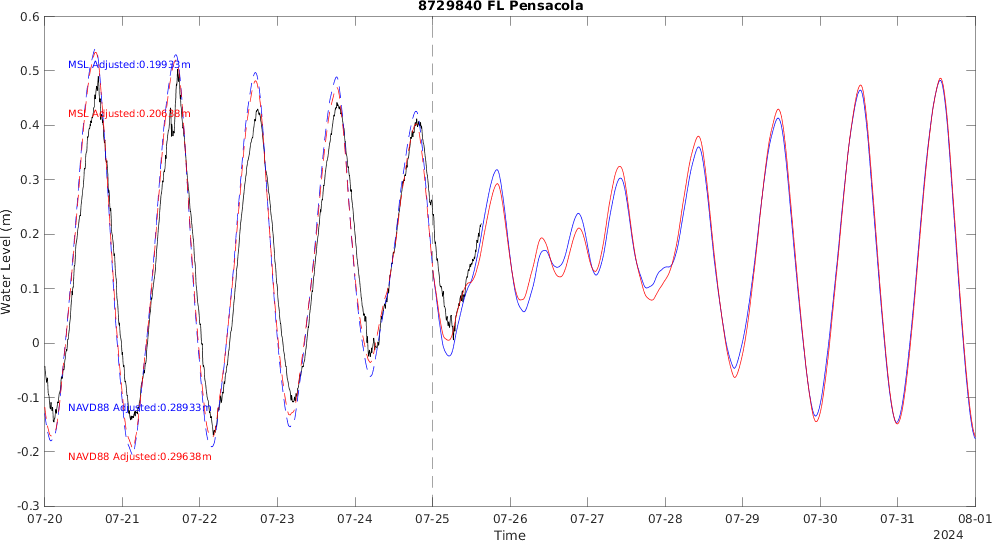 8729840 FL Pensacola
0.6
0.5
0.4
0.3
0.2
0.1
0
-0.1
-0.2
-0.3
Water Level (m)
MSL Adjusted:0.19933m
MSL Adjusted:0.20638m
NAVD88 Adjusted:0.28933m
NAVD88 Adjusted:0.29638m
07-20 07-21 07-22 07-23 07-24 07-25 07-26 07-27 07-28 07-29 07-30 07-31 08-01
Time
2024